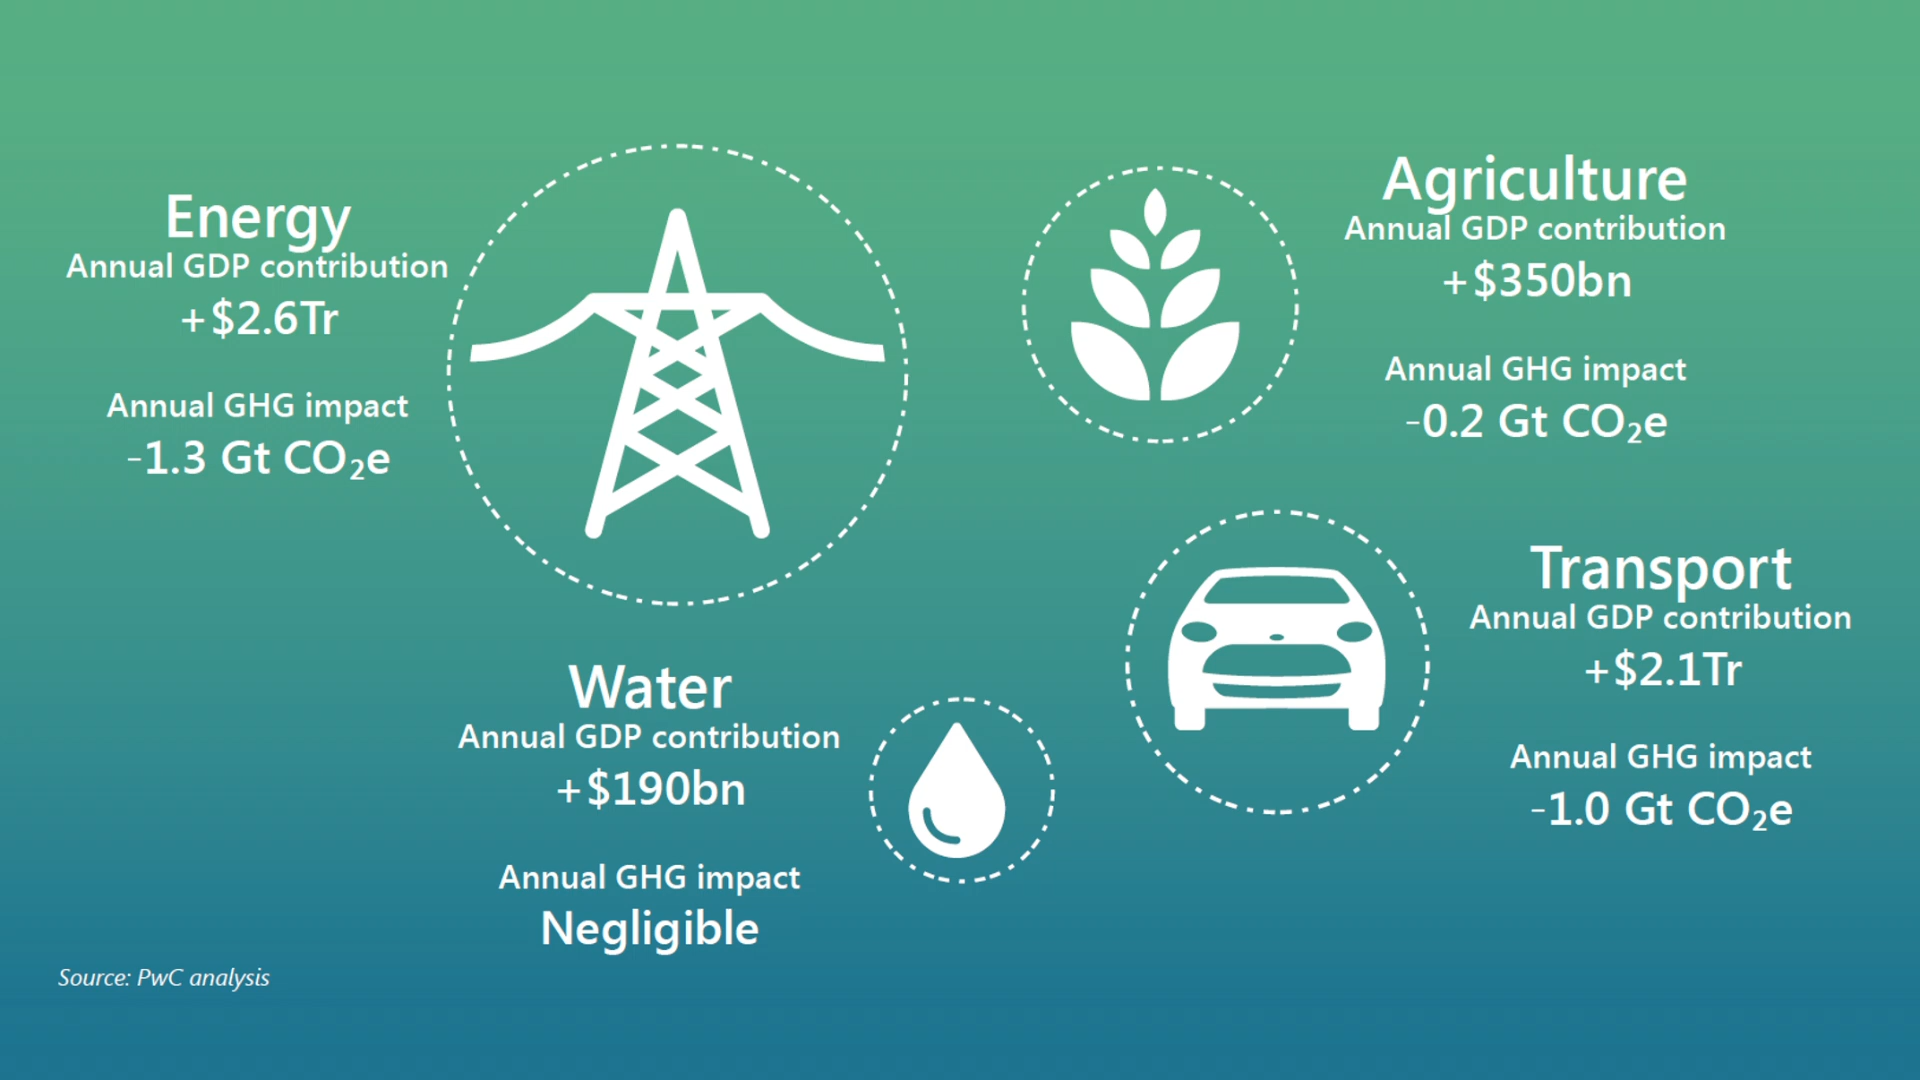 Energy
Annual GDP contribution
+$2.6Tr
Annual GHG impact
-1.3 Gt CO₂e
Agriculture
Annual GDP contribution
+$350bn
Annual GHG impact
-0.2 Gt CO₂e
Transport
Annual GDP contribution
+$2.1Tr
Annual GHG impact
-1.0 Gt CO₂e
Water
Annual GDP contribution
+$190bn
Annual GHG impact
Negligible
Source: PwC analysis